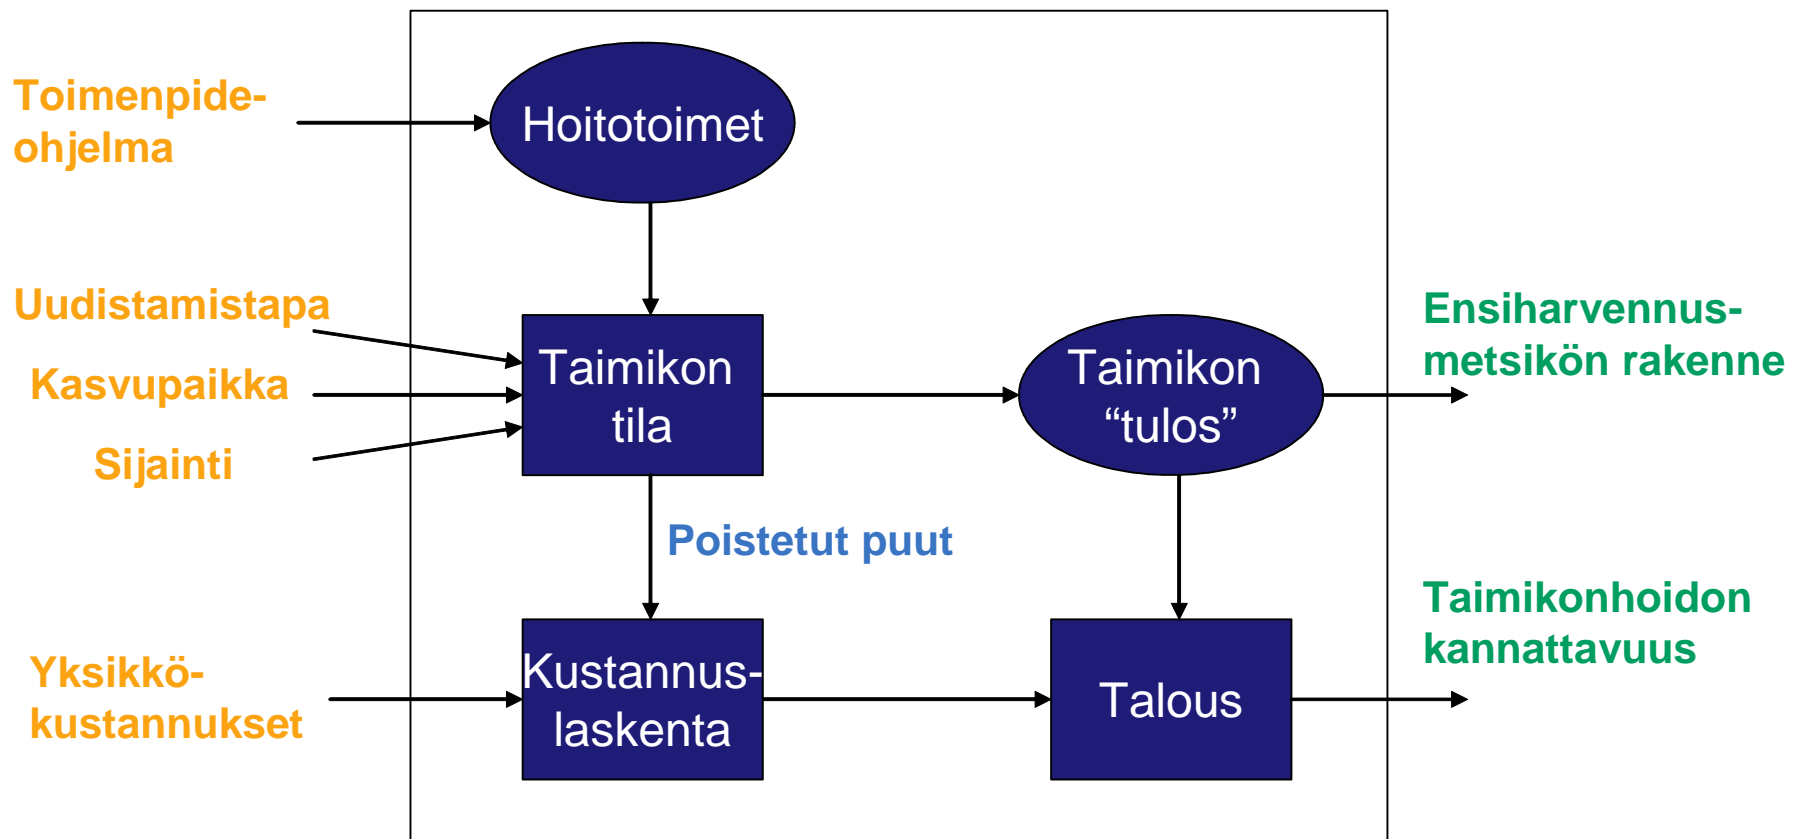 Toimenpide-
ohjelma
Hoitotoimet
Uudistamistapa
Kasvupaikka
Sijainti
Taimikon
tila
Taimikon
“tulos”
Ensiharvennus-
metsikön rakenne
Poistetut puut
Yksikkö-
kustannukset
Kustannus-
laskenta
Talous
Taimikonhoidon
kannattavuus